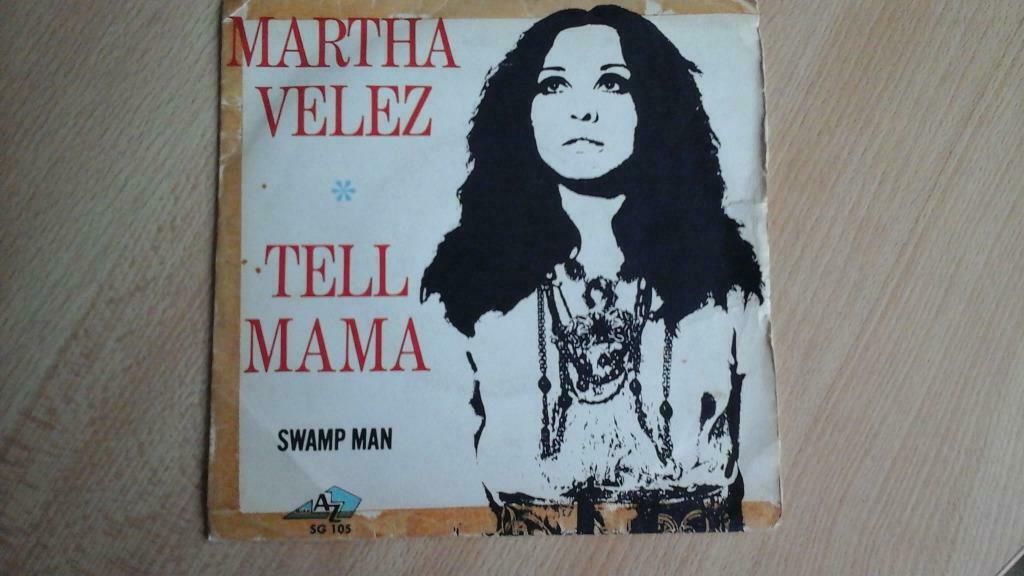 MARTHA
VELEZ
*
TELL
MAMA
SWAMP MAN
AZ
SG 105